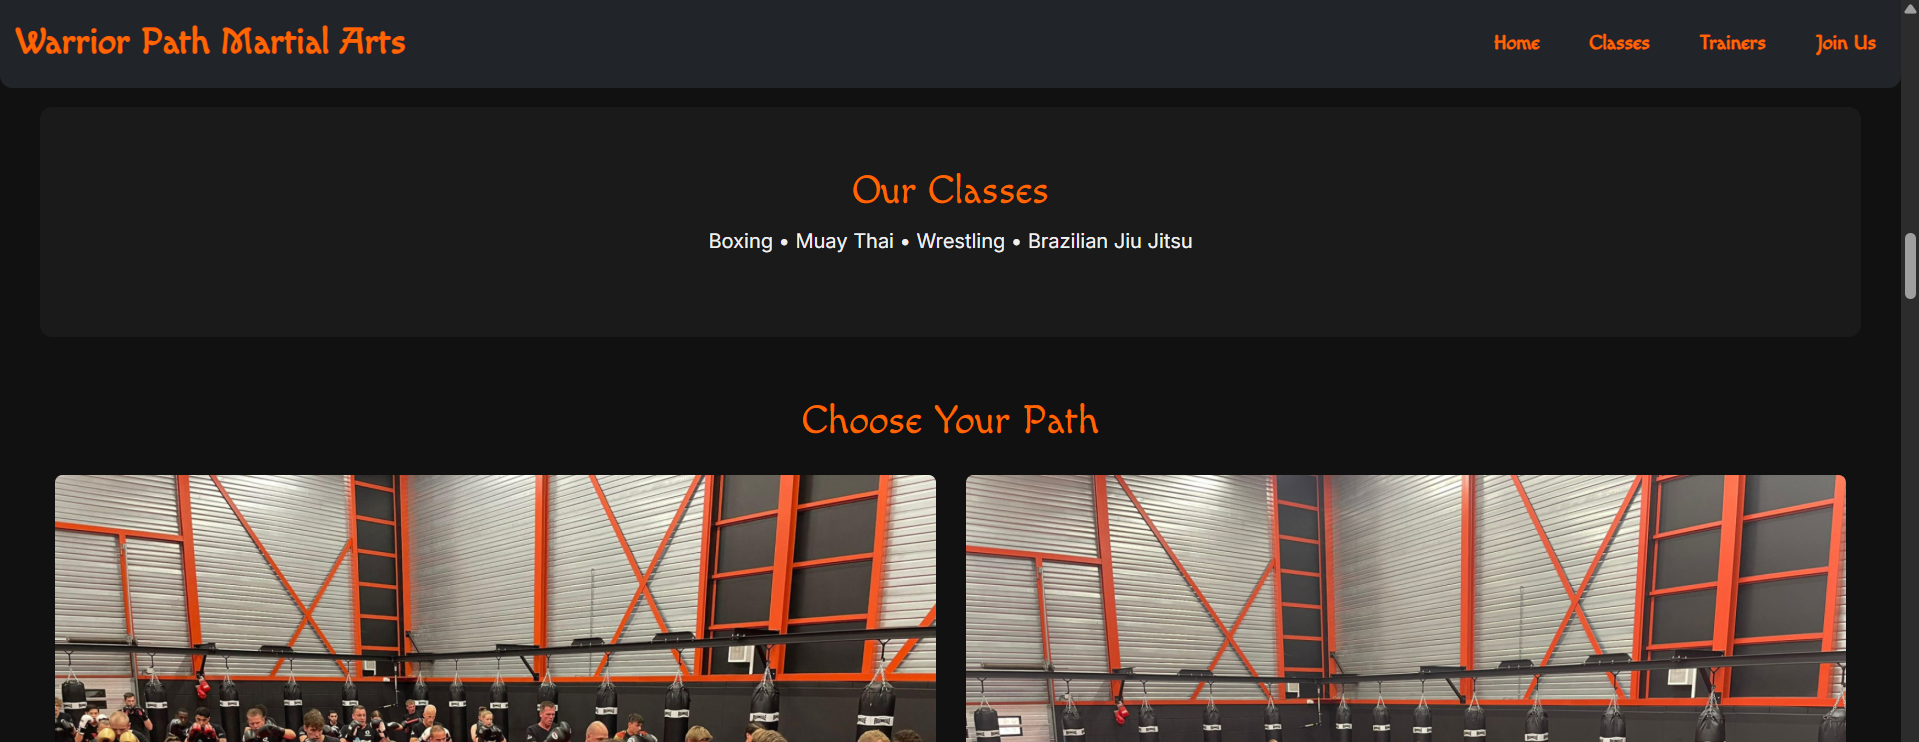 Warrior Path Martial Arts
Home
Classes
Trainers
Join Us
Our Classes
Boxing • Muay Thai • Wrestling • Brazilian Jiu Jitsu
Choose Your Path